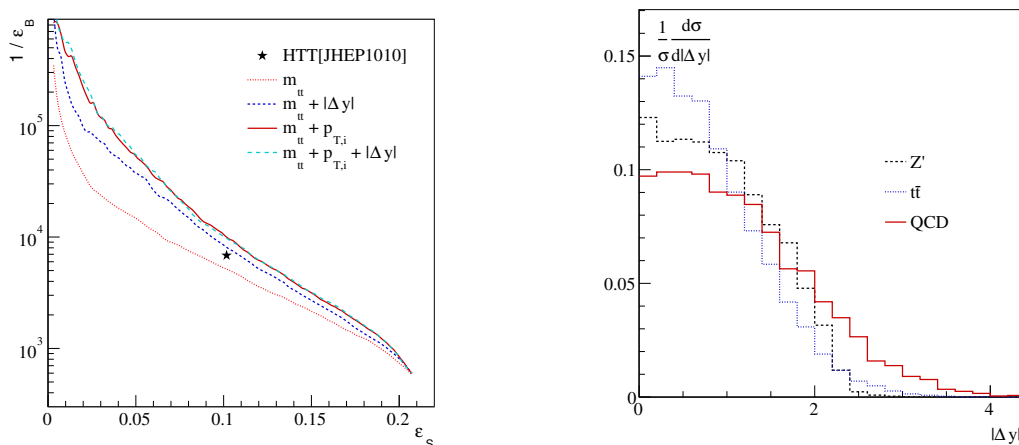 1 / ε_B
10^5
10^4
10^3
★ HTT[JHEP1010]
m_tt
m_tt + |Δ y|
m_tt + p_T,i
m_tt + p_T,i + |Δ y|
0 0.05 0.1 0.15 0.2
ε_S
1/σ dσ/d|Δy|
0.15
0.1
0.05
0
Z'
tt̄
QCD
0 2 4
|Δy|